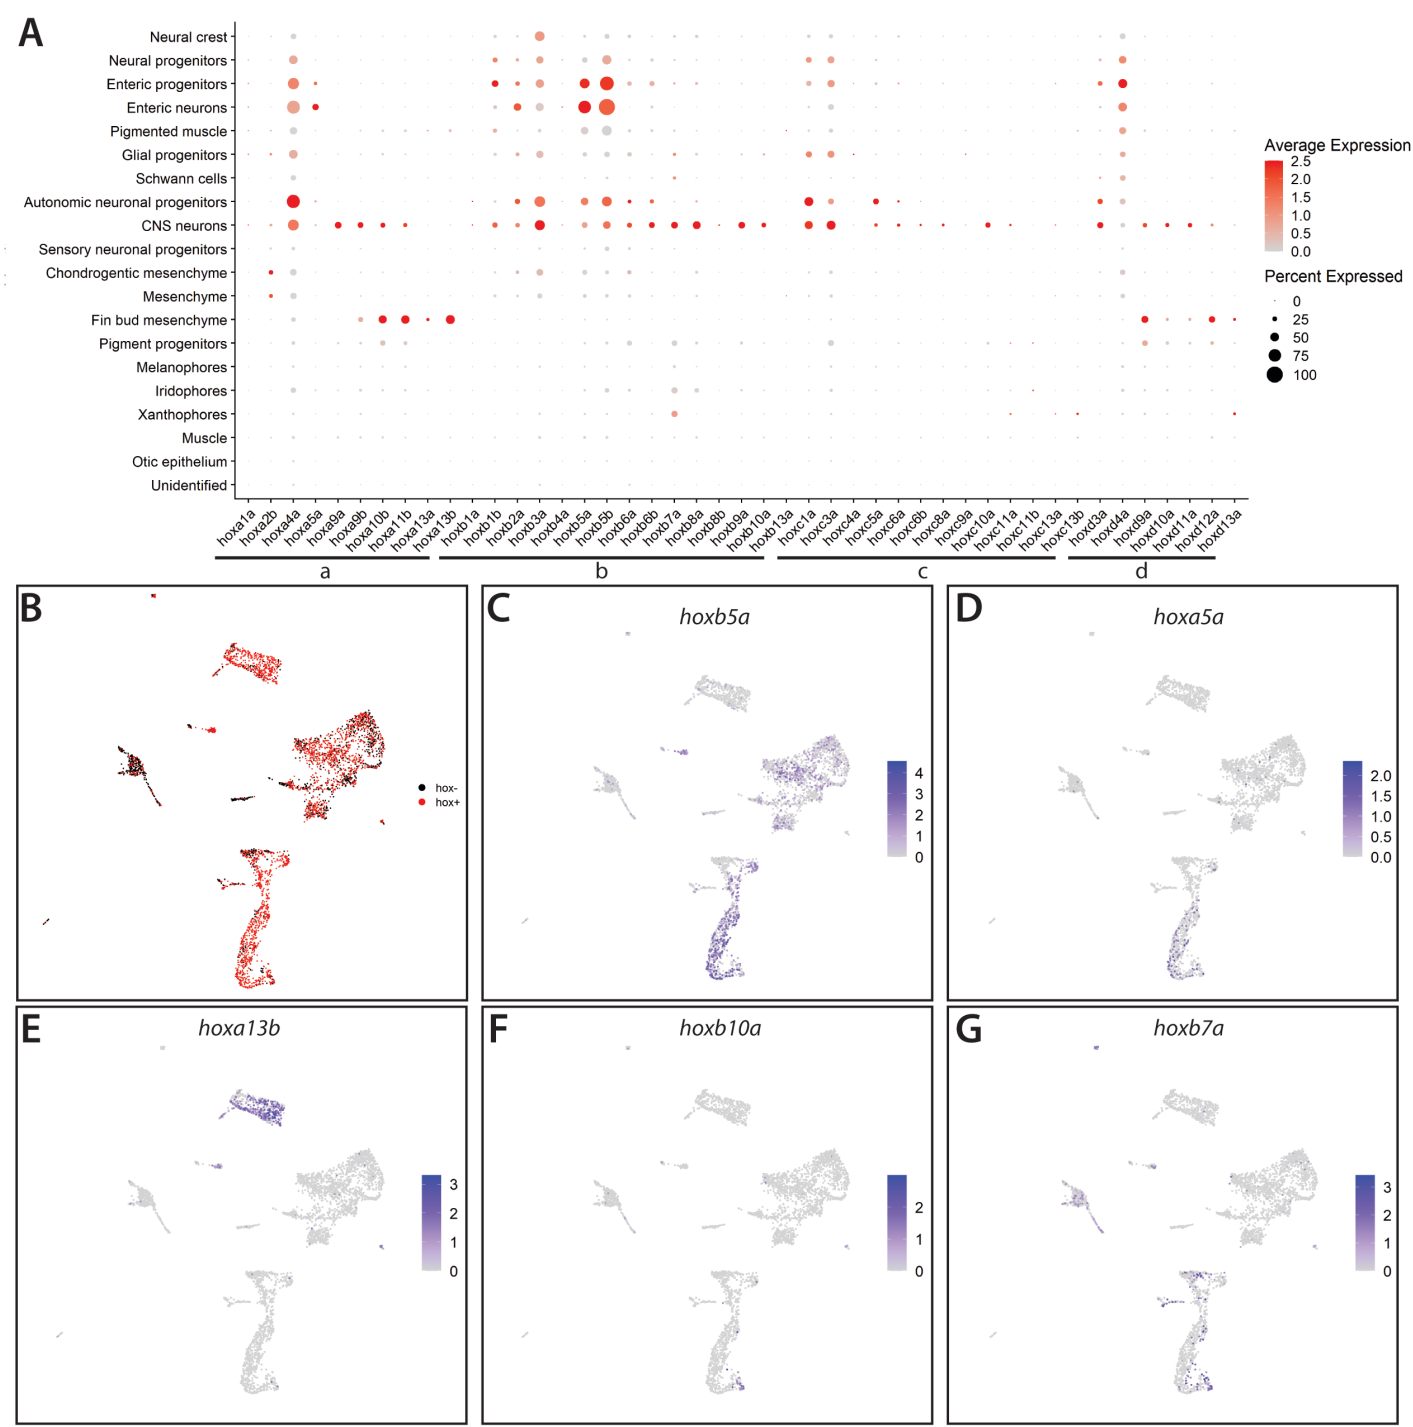 A
Neural crest
Neural progenitors
Enteric progenitors
Enteric neurons
Pigmented muscle
Glial progenitors
Schwann cells
Autonomic neuronal progenitors
CNS neurons
Sensory neuronal progenitors
Chondrogentic mesenchyme
Mesenchyme
Fin bud mesenchyme
Pigment progenitors
Melanophores
Iridophores
Xanthophores
Muscle
Otic epithelium
Unidentified
hoxa1a
hoxa2b
hoxa4a
hoxa5a
hoxa9a
hoxa9b
hoxa10b
hoxa11b
hoxa13a
hoxa13b
hoxb1a
hoxb1b
hoxb2a
hoxb3a
hoxb4a
hoxb5a
hoxb5b
hoxb6a
hoxb6b
hoxb7a
hoxb8a
hoxb8b
hoxb9a
hoxb10a
hoxb13a
hoxc1a
hoxc3a
hoxc4a
hoxc5a
hoxc6a
hoxc6b
hoxc8a
hoxc9a
hoxc10a
hoxc11a
hoxc11b
hoxc13a
hoxc13b
hoxd3a
hoxd4a
hoxd9a
hoxd10a
hoxd11a
hoxd12a
hoxd13a
a
b
c
d
Average Expression
2.5
2.0
1.5
1.0
0.5
0.0
Percent Expressed
0
25
50
75
100
B
hox-
hox+
C
hoxb5a
4
3
2
1
0
D
hoxa5a
2.0
1.5
1.0
0.5
0.0
E
hoxa13b
3
2
1
0
F
hoxb10a
2
1
0
G
hoxb7a
3
2
1
0